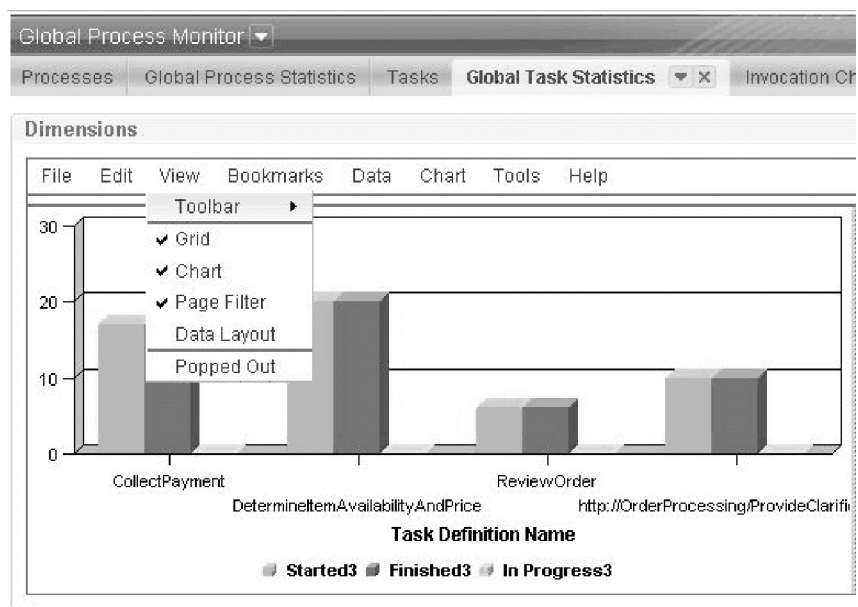 Global Process Monitor
Processes Global Process Statistics Tasks Global Task Statistics Invocation Ch
Dimensions
File Edit View Bookmarks Data Chart Tools Help
Toolbar
Grid
Chart
Page Filter
Data Layout
Popped Out
30
20
10
0
CollectPayment ReviewOrder
DetermineItemAvailabilityAndPrice http://OrderProcessing/ProvideClarifi
Task Definition Name
Started3 Finished3 In Progress3